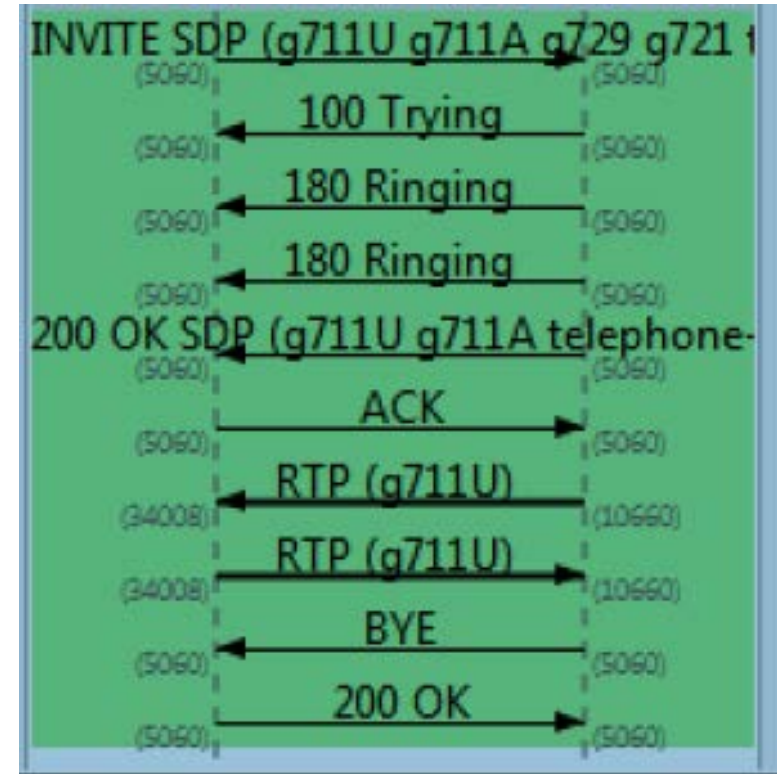 INVITE SDP (g711U g711A g729 g721 t
(5060) (5060)
100 Trying
(5060) (5060)
180 Ringing
(5060) (5060)
180 Ringing
(5060) (5060)
200 OK SDP (g711U g711A telephone-
(5060) (5060)
ACK
(5060) (5060)
RTP (g711U)
(34008) (10660)
RTP (g711U)
(34008) (10660)
BYE
(5060) (5060)
200 OK
(5060) (5060)